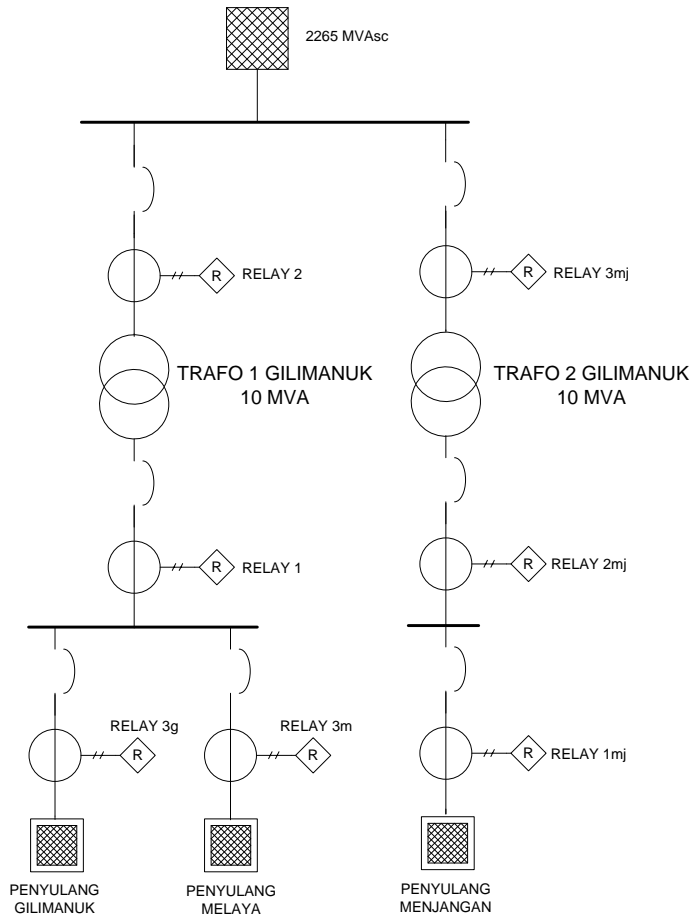 2265 MVAsc
R
RELAY 2
R
RELAY 3mj
TRAFO 1 GILIMANUK
10 MVA
TRAFO 2 GILIMANUK
10 MVA
R
RELAY 1
R
RELAY 2mj
RELAY 3g
R
RELAY 3m
R
R
RELAY 1mj
PENYULANG
GILIMANUK
PENYULANG
MELAYA
PENYULANG
MENJANGAN